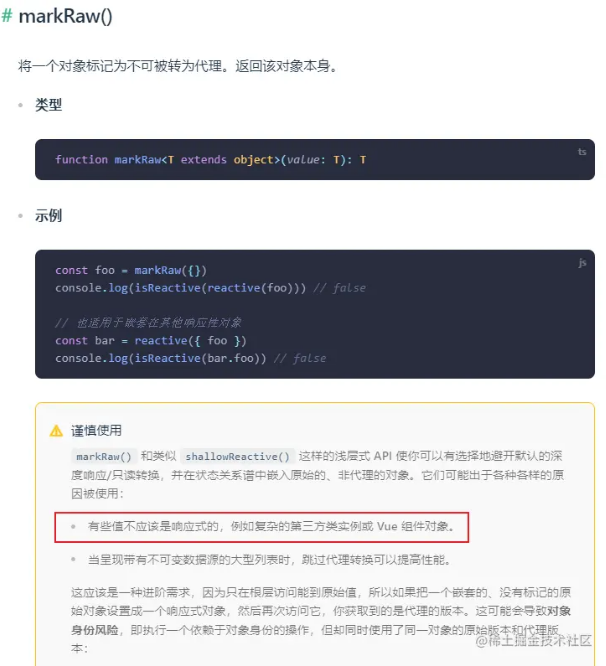 # markRaw()
将一个对象标记为不可被转为代理。返回该对象本身。
类型
ts
function markRaw<T extends object>(value: T): T
示例
js
const foo = markRaw({})
console.log(isReactive(reactive(foo))) // false
// 也适用于嵌套在其他响应性对象
const bar = reactive({ foo })
console.log(isReactive(bar.foo)) // false
谨慎使用
markRaw() 和类似 shallowReactive() 这样的浅层式 API 使你可以有选择地避开默认的深
度响应/只读转换，并在状态关系谱中嵌入原始的、非代理的对象。它们可能出于各种各样的原
因被使用：
有些值不应该是响应式的，例如复杂的第三方类实例或 Vue 组件对象。
当呈现带有不可变数据源的大型列表时，跳过代理转换可以提高性能。
这应该是一种进阶需求，因为只在根层访问能到原始值，所以如果把一个嵌套的、没有标记的原
始对象设置成一个响应式对象，然后再次访问它，你获取到的是代理的版本。这可能会导致对象
身份风险，即执行一个依赖于对象身份的操作，但却同时使用了同一对象的原始版本和代理版
本：
@稀土掘金技术社区